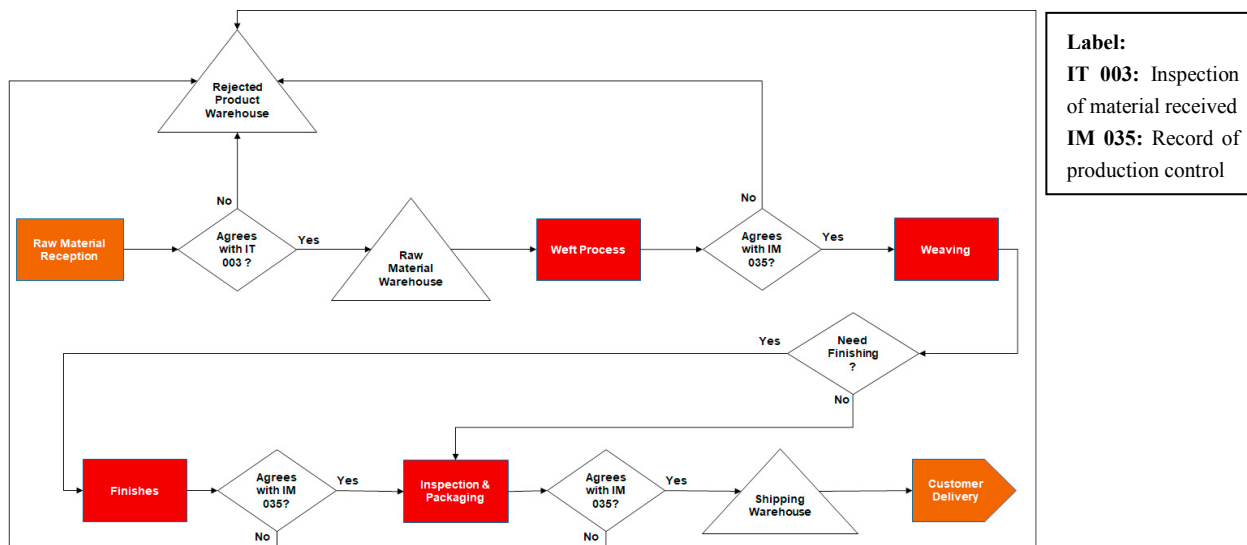 Rejected
Product
Warehouse
Label:
IT 003: Inspection
of material received
IM 035: Record of
production control
No
No
Raw Material
Reception
Agrees
with IT
003 ?
Yes
Raw
Material
Warehouse
Weft Process
Agrees
with IM
035?
Yes
Weaving
Yes
Need
Finishing
?
No
Finishes
Agrees
with IM
035?
Yes
Inspection &
Packaging
Agrees
with IM
035?
Yes
Shipping
Warehouse
Customer
Delivery
No
No